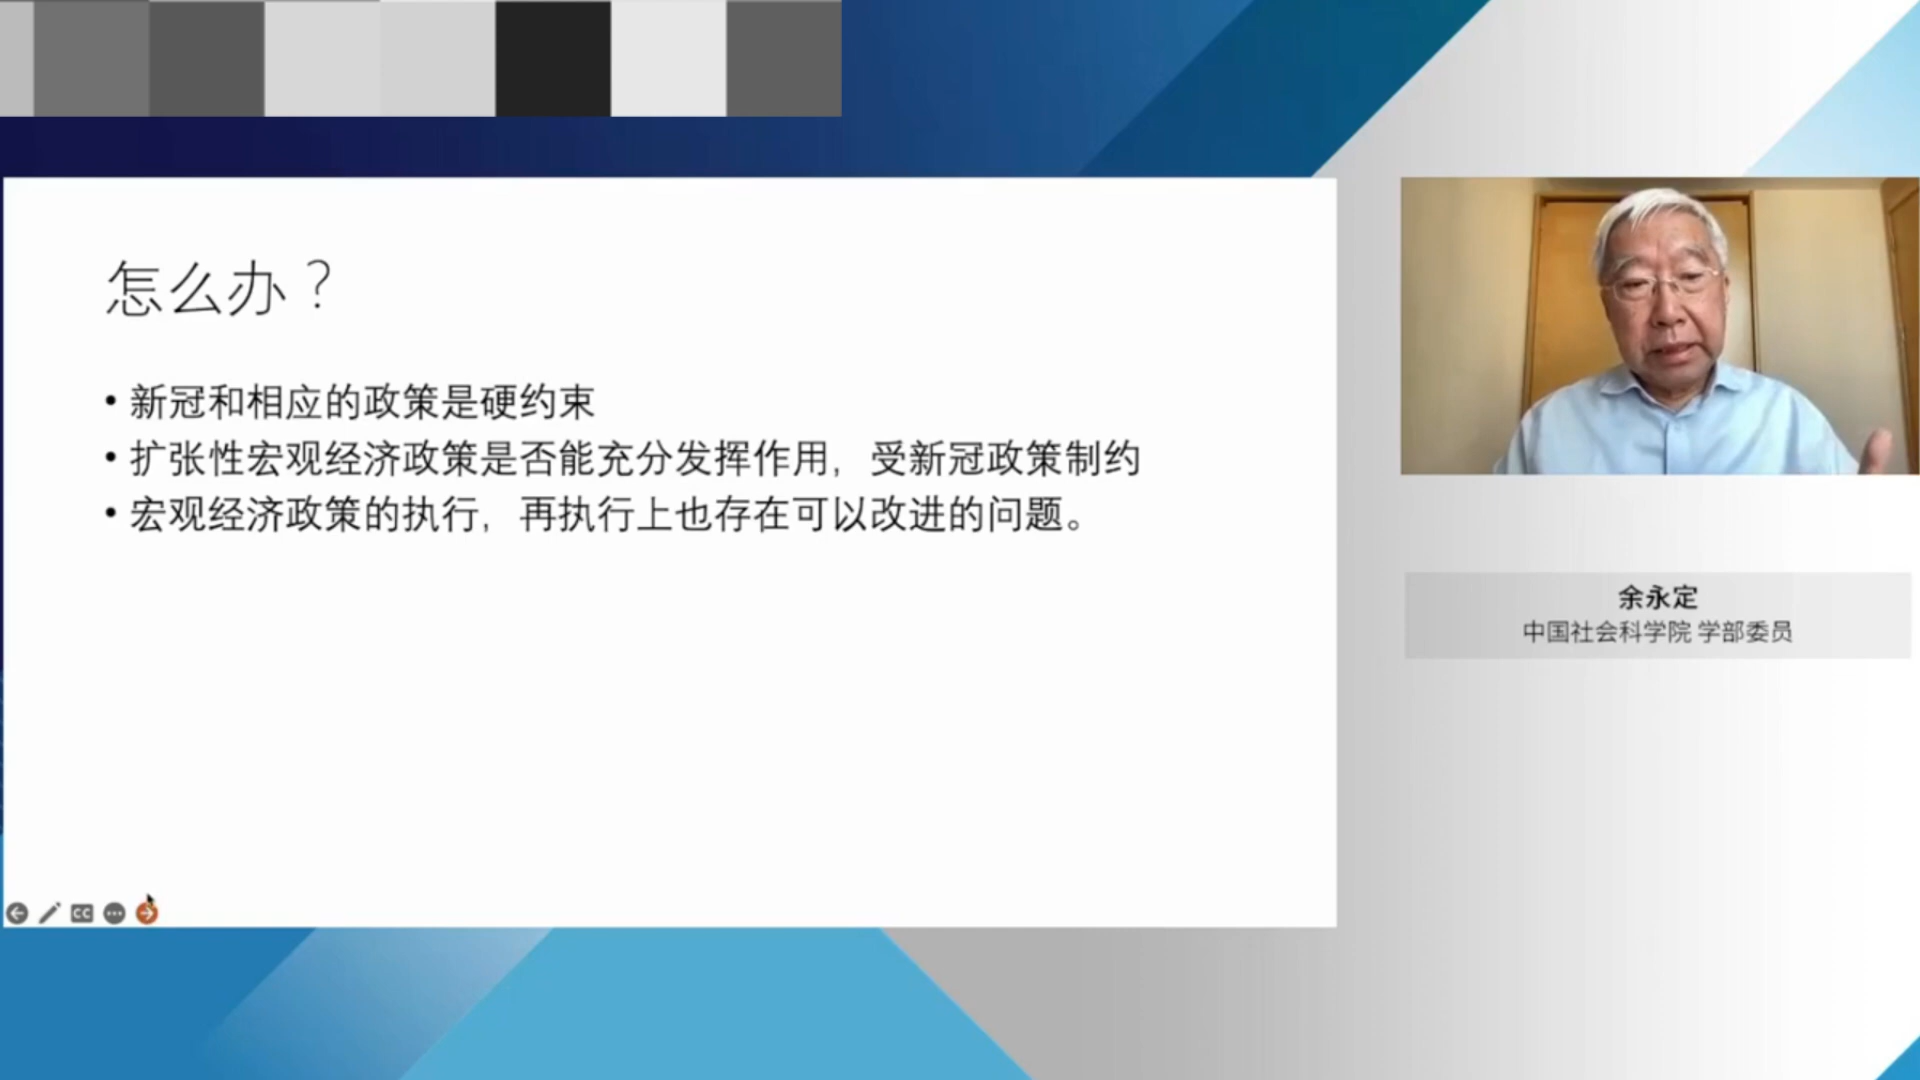 怎么办？
• 新冠和相应的政策是硬约束
• 扩张性宏观经济政策是否能充分发挥作用，受新冠政策制约
• 宏观经济政策的执行，再执行上也存在可以改进的问题。
CC
余永定
中国社会科学院 学部委员